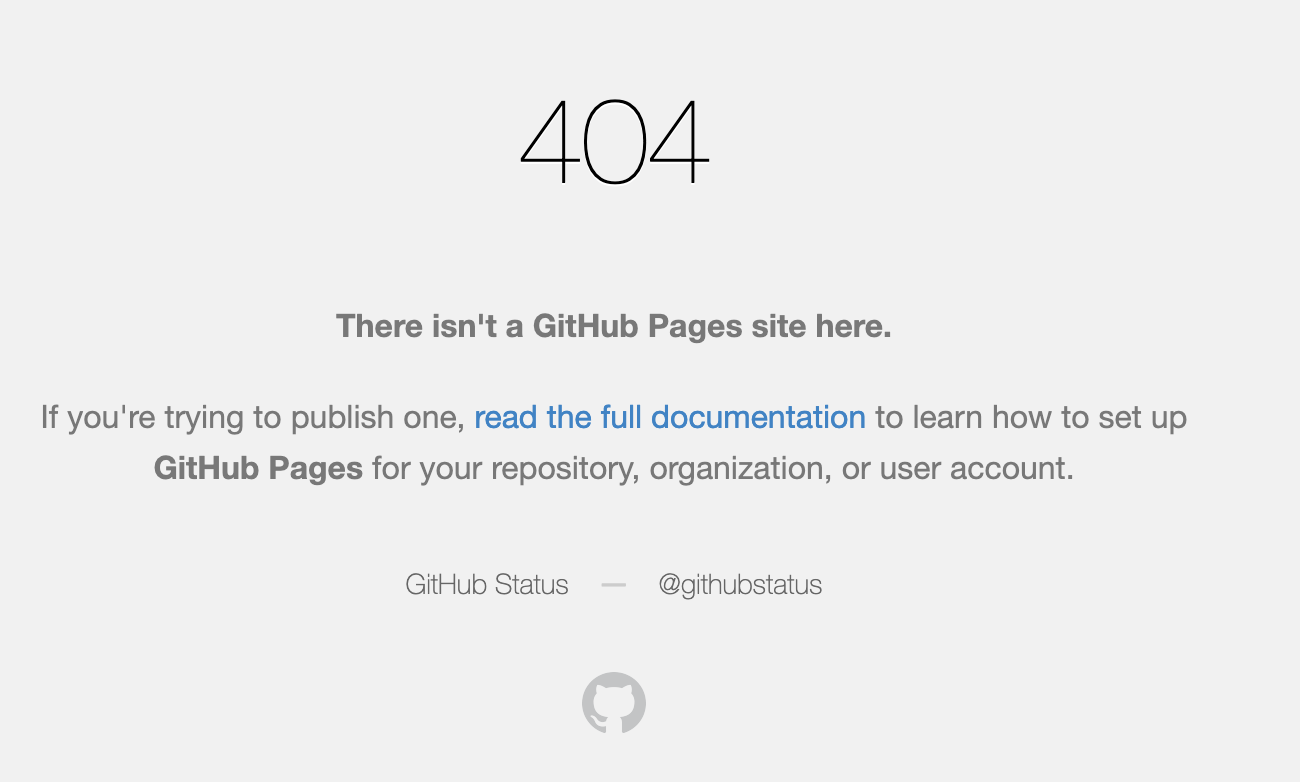 404
There isn't a GitHub Pages site here.
If you're trying to publish one, read the full documentation to learn how to set up
GitHub Pages for your repository, organization, or user account.
GitHub Status — @githubstatus